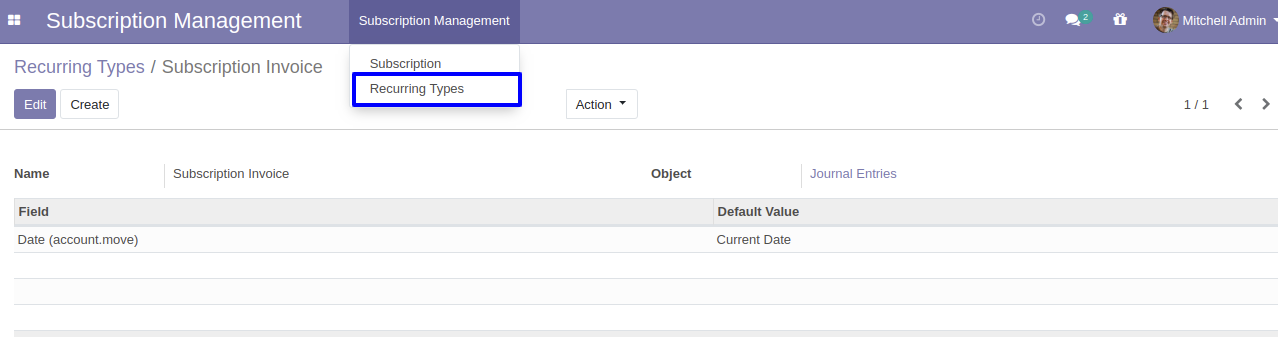 Subscription Management
Subscription Management
2
Mitchell Admin
Recurring Types / Subscription Invoice
Subscription
Recurring Types
Edit
Create
Action
1 / 1
Name
Subscription Invoice
Object
Journal Entries
Field
Default Value
Date (account.move)
Current Date